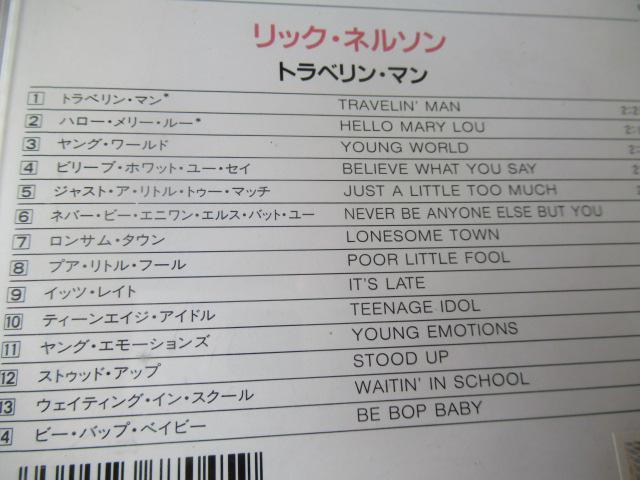 リック・ネルソン
トラベリン・マン
1 トラベリン・マン* TRAVELIN' MAN
2 ハロー・メリー・ルー* HELLO MARY LOU
3 ヤング・ワールド YOUNG WORLD
4 ビリーブ・ホワット・ユー・セイ BELIEVE WHAT YOU SAY
5 ジャスト・ア・リトル・トゥー・マッチ JUST A LITTLE TOO MUCH
6 ネバー・ビー・エニワン・エルス・バット・ユー NEVER BE ANYONE ELSE BUT YOU
7 ロンサム・タウン LONESOME TOWN
8 プア・リトル・フール POOR LITTLE FOOL
9 イッツ・レイト IT'S LATE
10 ティーンエイジ・アイドル TEENAGE IDOL
11 ヤング・エモーションズ YOUNG EMOTIONS
12 ストゥッド・アップ STOOD UP
13 ウェイティング・イン・スクール WAITIN' IN SCHOOL
4 ビー・バップ・ベイビー BE BOP BABY